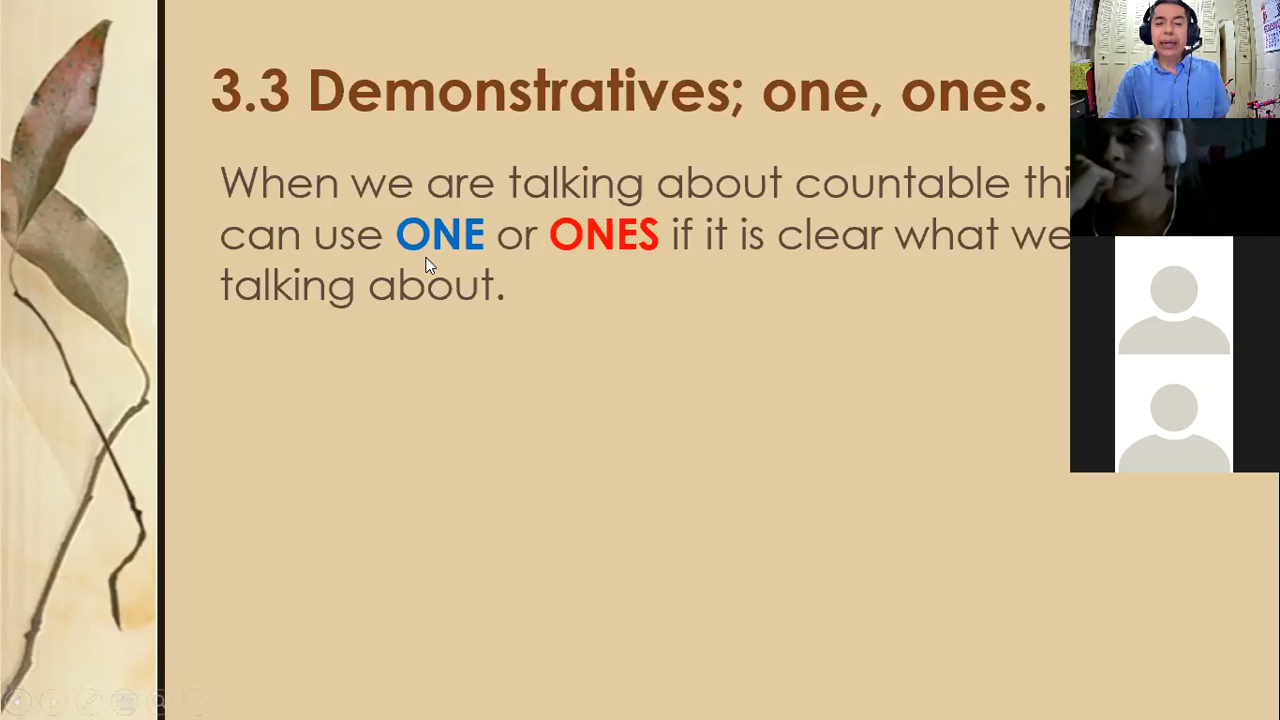 3.3 Demonstratives; one, ones.
When we are talking about countable
can use ONE or ONES if it is clear what we
talking about.